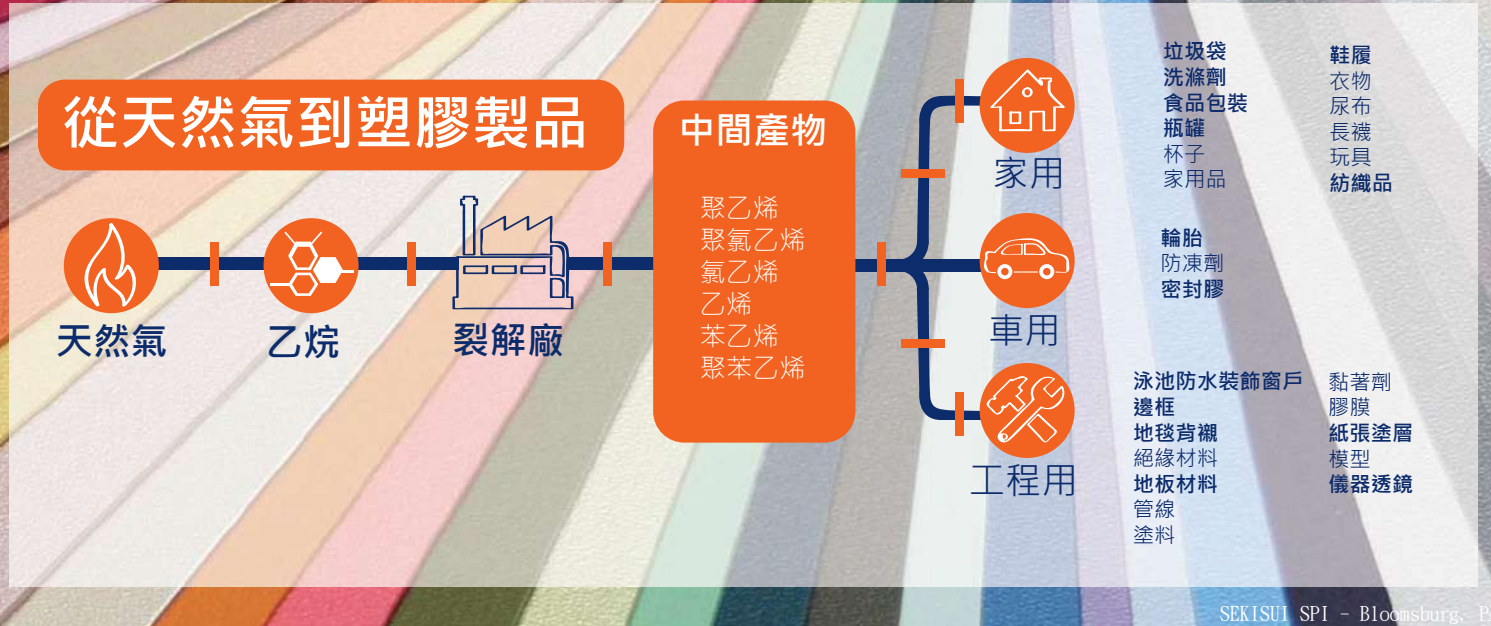 從天然氣到塑膠製品
天然氣
乙烷
裂解廠
中間產物
聚乙烯
聚氯乙烯
氯乙烯
乙烯
苯乙烯
聚苯乙烯
家用
垃圾袋
洗滌劑
食品包裝
瓶罐
杯子
家用品
鞋履
衣物
尿布
長襪
玩具
紡織品
車用
輪胎
防凍劑
密封膠
工程用
泳池防水裝飾窗戶
邊框
地毯背襯
絕緣材料
地板材料
管線
塗料
黏著劑
膠膜
紙張塗層
模型
儀器透鏡
SEKISUI SPI - Bloomsburg, P